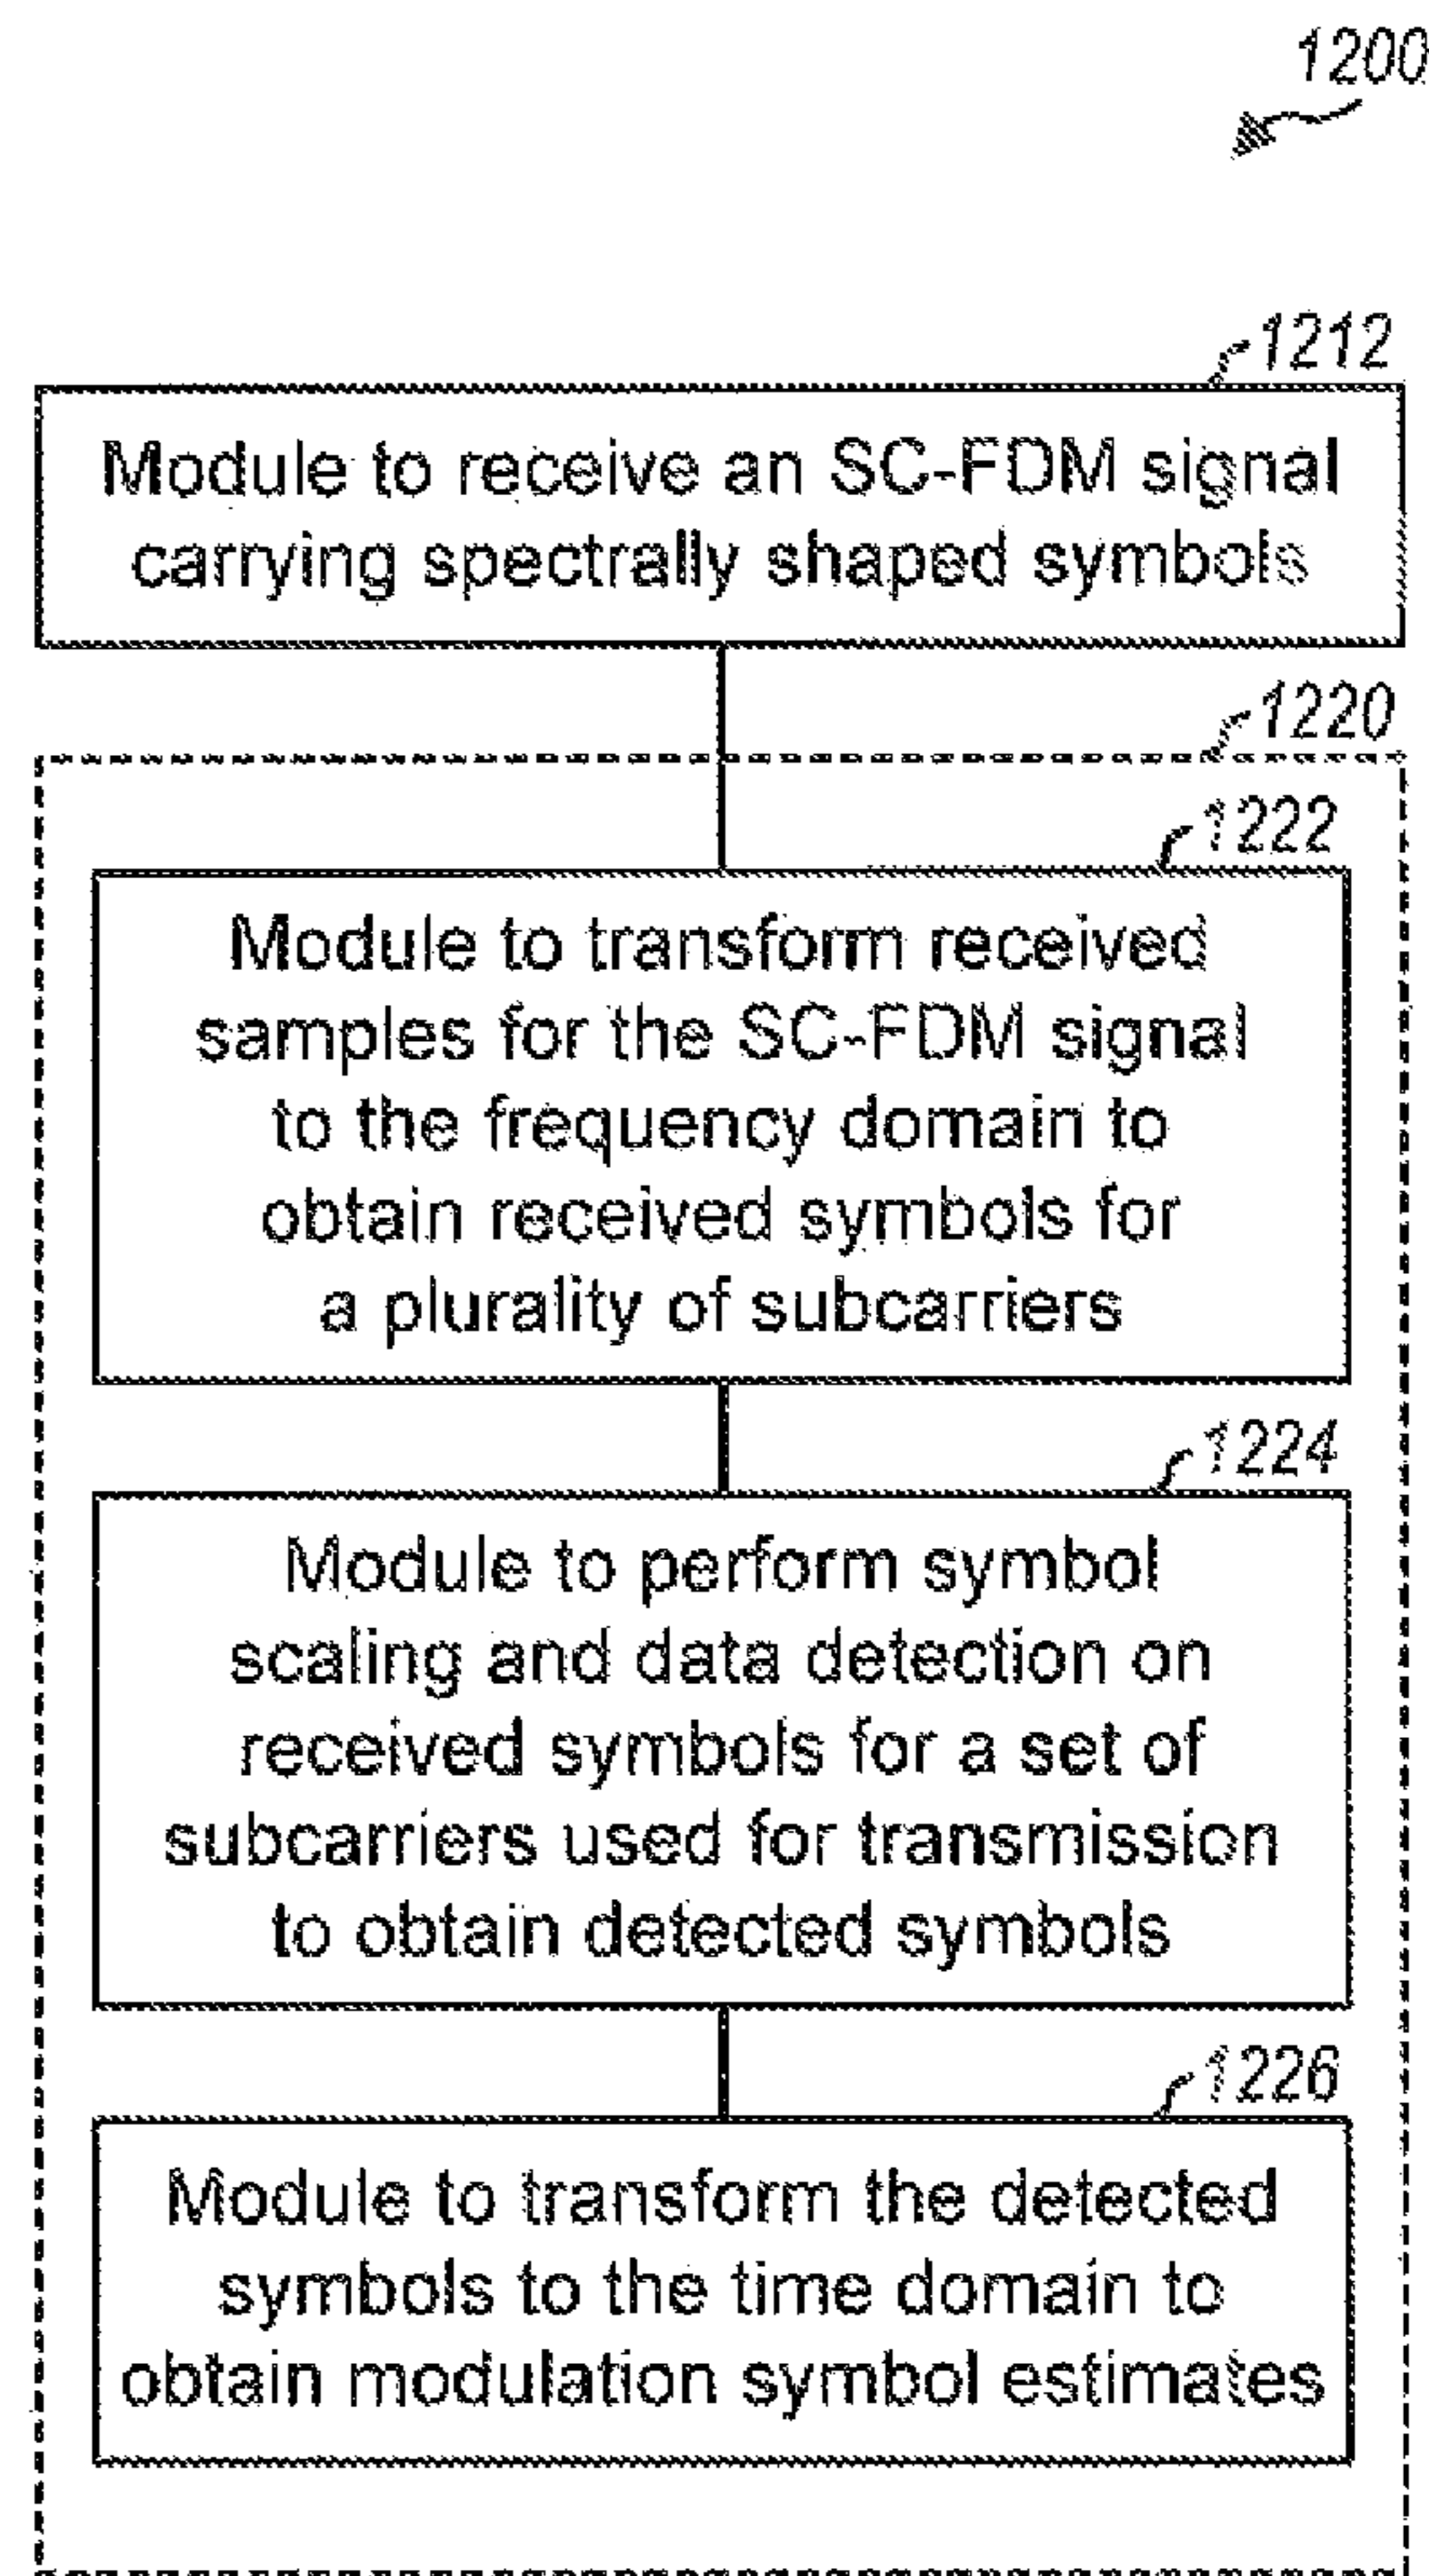 1200
1212
Module to receive an SC-FDM signal
carrying spectrally shaped symbols
1220
1222
Module to transform received
samples for the SC-FDM signal
to the frequency domain to
obtain received symbols for
a plurality of subcarriers
1224
Module to perform symbol
scaling and data detection on
received symbols for a set of
subcarriers used for transmission
to obtain detected symbols
1226
Module to transform the detected
symbols to the time domain to
obtain modulation symbol estimates